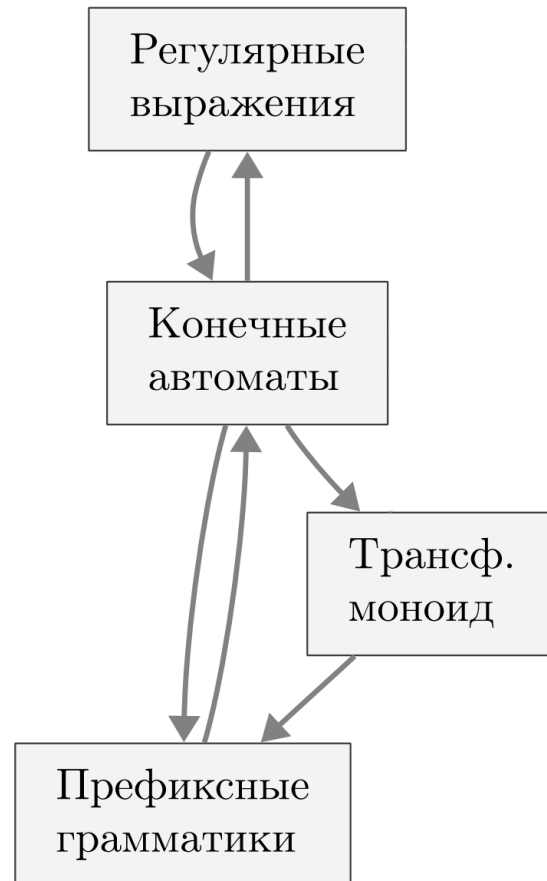 Регулярные
выражения
Конечные
автоматы
Трансф.
моноид
Префиксные
грамматики